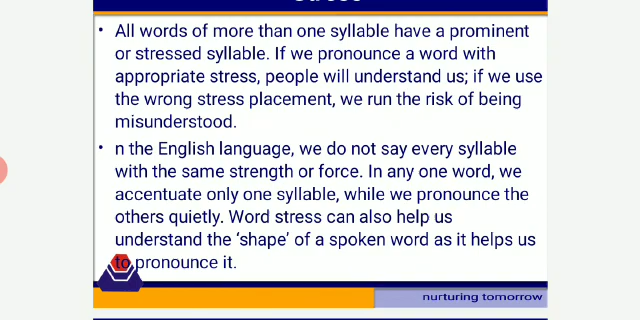 • All words of more than one syllable have a prominent
or stressed syllable. If we pronounce a word with
appropriate stress, people will understand us; if we use
the wrong stress placement, we run the risk of being
misunderstood.
• n the English language, we do not say every syllable
with the same strength or force. In any one word, we
accentuate only one syllable, while we pronounce the
others quietly. Word stress can also help us
understand the ‘shape’ of a spoken word as it helps us
to pronounce it.
nurturing tomorrow